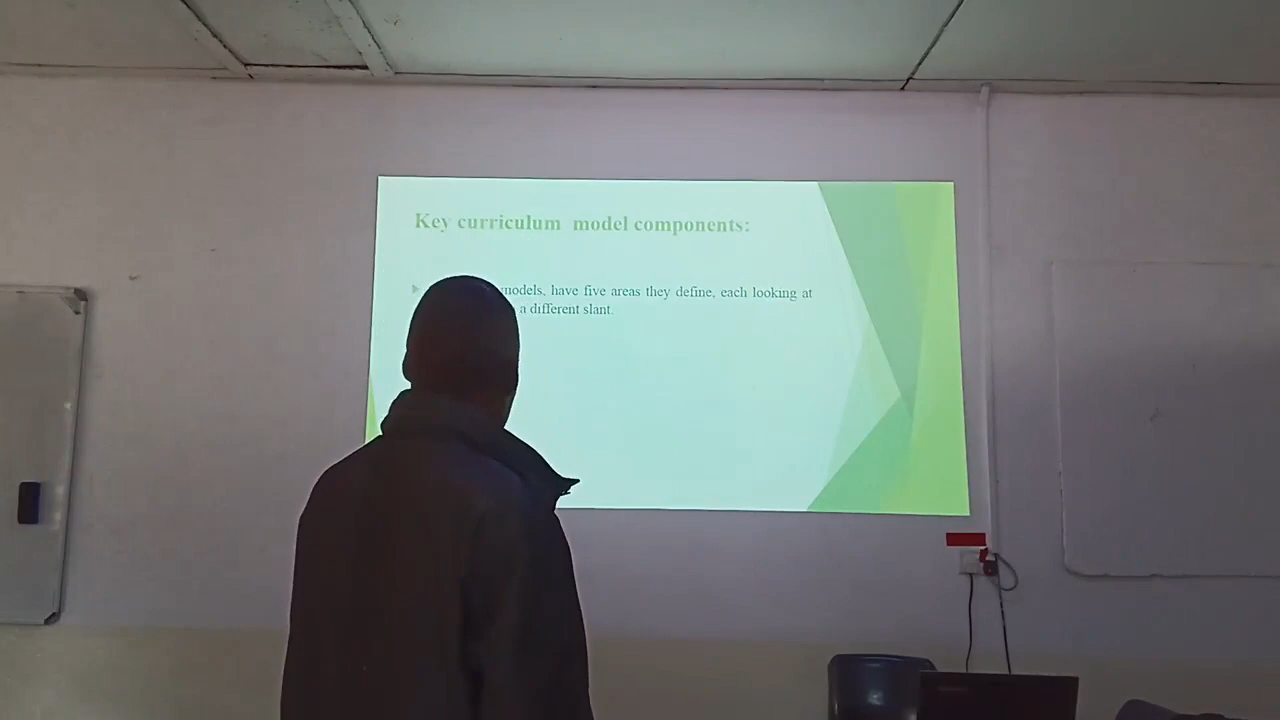 Key curriculum model components:
models, have five areas they define, each looking at
a different slant.